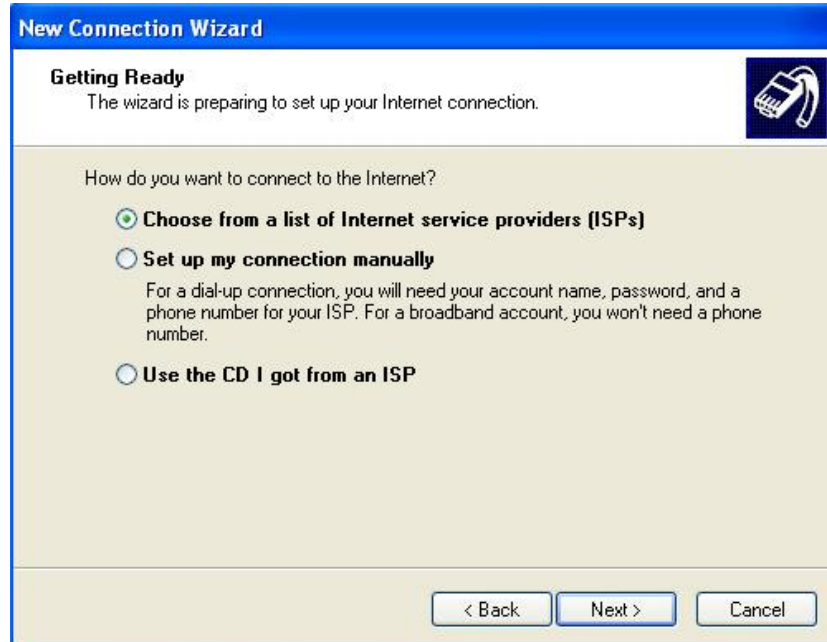 New Connection Wizard
Getting Ready
The wizard is preparing to set up your Internet connection.
How do you want to connect to the Internet?
Choose from a list of Internet service providers (ISPs)
Set up my connection manually
For a dial-up connection, you will need your account name, password, and a
phone number for your ISP. For a broadband account, you won't need a phone
number.
Use the CD I got from an ISP
< Back Next > Cancel